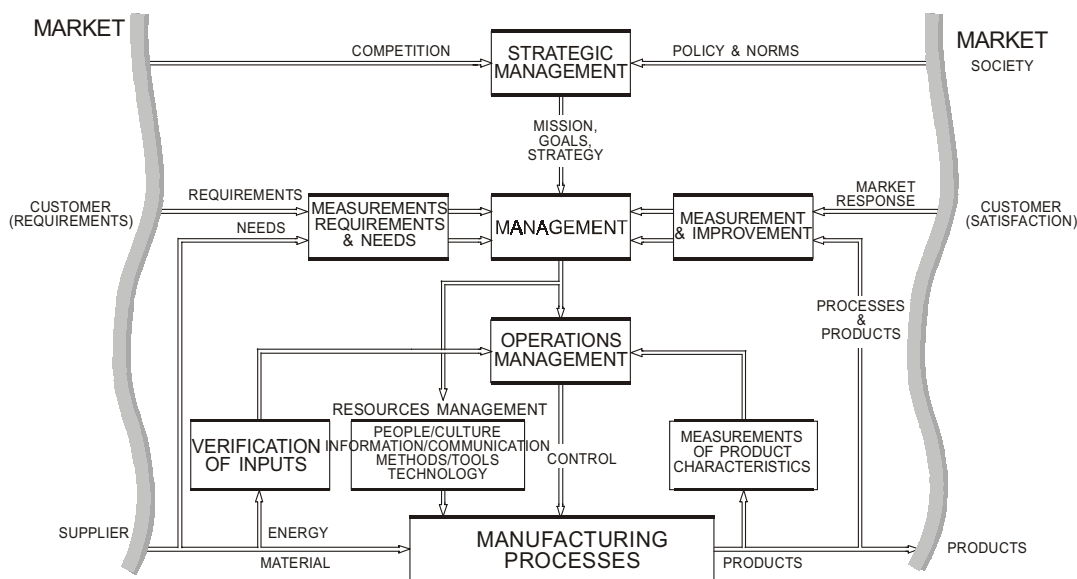 MARKET
MARKET
SOCIETY
COMPETITION
STRATEGIC
MANAGEMENT
POLICY & NORMS
MISSION,
GOALS,
STRATEGY
CUSTOMER
(REQUIREMENTS)
REQUIREMENTS
NEEDS
MEASUREMENTS
REQUIREMENTS
& NEEDS
MANAGEMENT
MEASUREMENT
& IMPROVEMENT
MARKET
RESPONSE
CUSTOMER
(SATISFACTION)
PROCESSES
&
PRODUCTS
OPERATIONS
MANAGEMENT
RESOURCES MANAGEMENT
VERIFICATION
OF INPUTS
PEOPLE/CULTURE
INFORMATION/COMMUNICATION
METHODS/TOOLS
TECHNOLOGY
CONTROL
MEASUREMENTS
OF PRODUCT
CHARACTERISTICS
SUPPLIER
ENERGY
MATERIAL
MANUFACTURING
PROCESSES
PRODUCTS
PRODUCTS